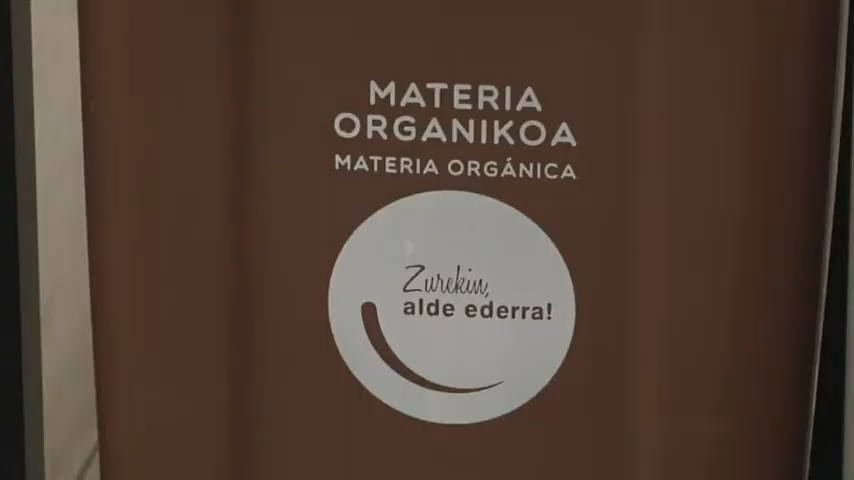 MATERIA
ORGANIKOA
MATERIA ORGÁNICA
Zurekin,
alde ederra!